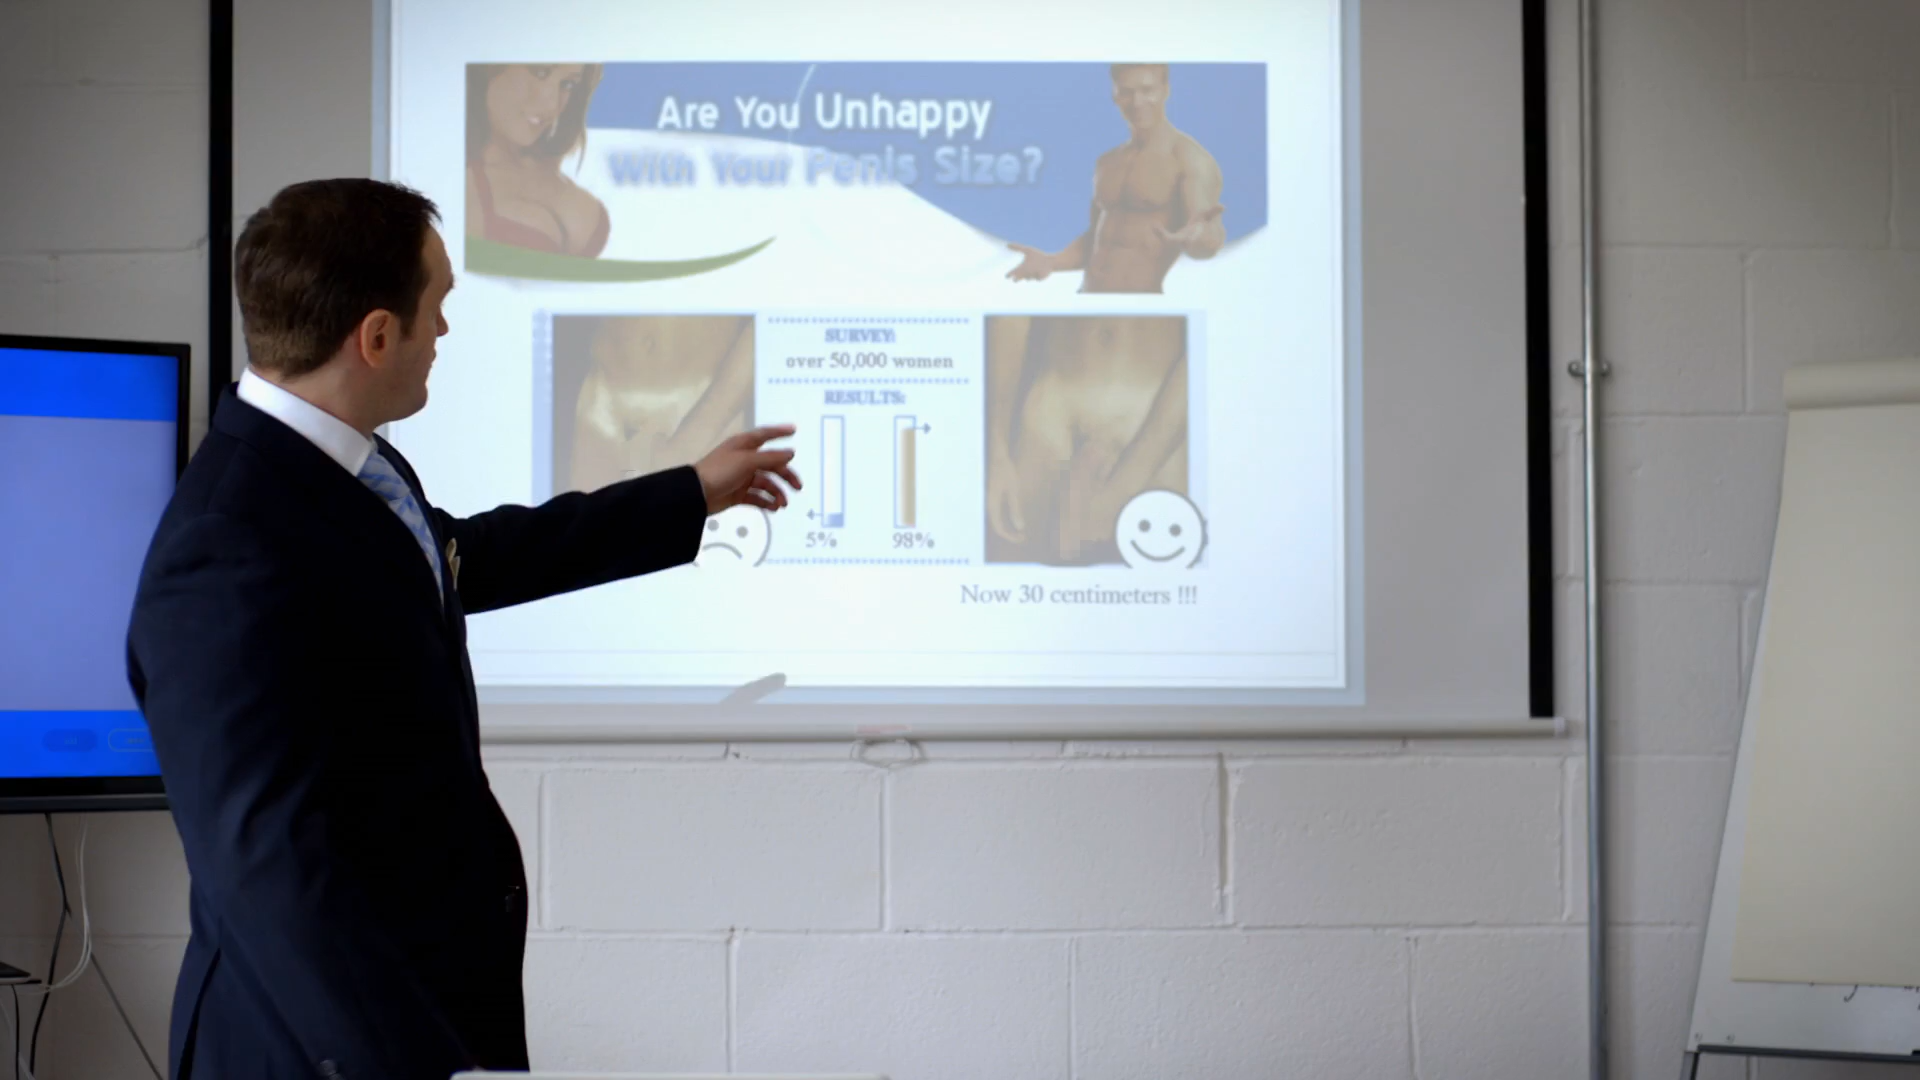 Are You Unhappy
With Your Penis Size?
SURVEY:
over 50,000 women
RESULTS:
5%
98%
Now 30 centimeters !!!